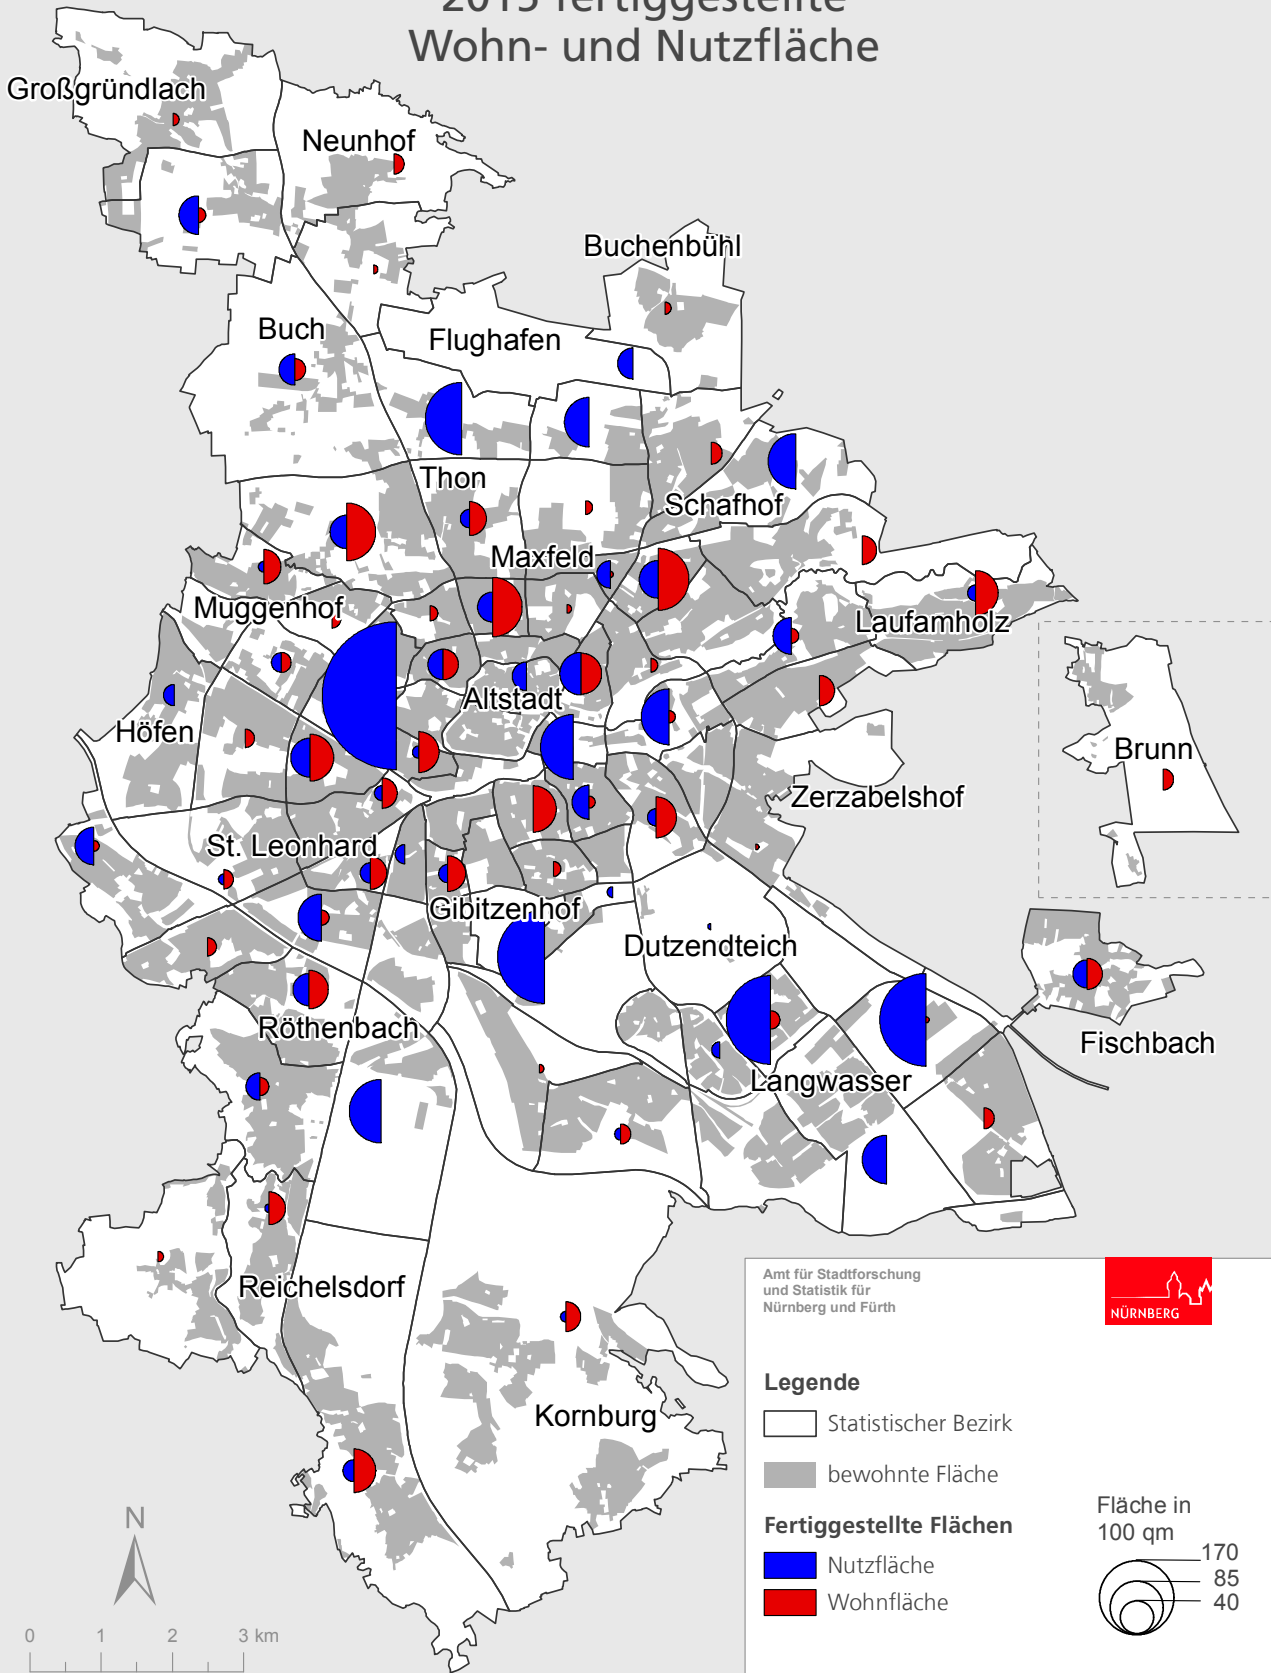 2015 fertiggestellte
Wohn- und Nutzfläche
Großgründlach
Neunhof
Buchenbühl
Buch
Flughafen
Thon
Schafhof
Maxfeld
Muggenhof
Laufamholz
Altstadt
Höfen
Brunn
Zerzabelshof
St. Leonhard
Gibitzenhof
Dutzendteich
Röthenbach
Fischbach
Langwasser
Reichelsdorf
Kornburg
Amt für Stadtforschung
und Statistik für
Nürnberg und Fürth
NÜRNBERG
Legende
Statistischer Bezirk
bewohnte Fläche
Fertiggestellte Flächen
Nutzfläche
Wohnfläche
Fläche in
100 qm
170
85
40
N
0 1 2 3 km